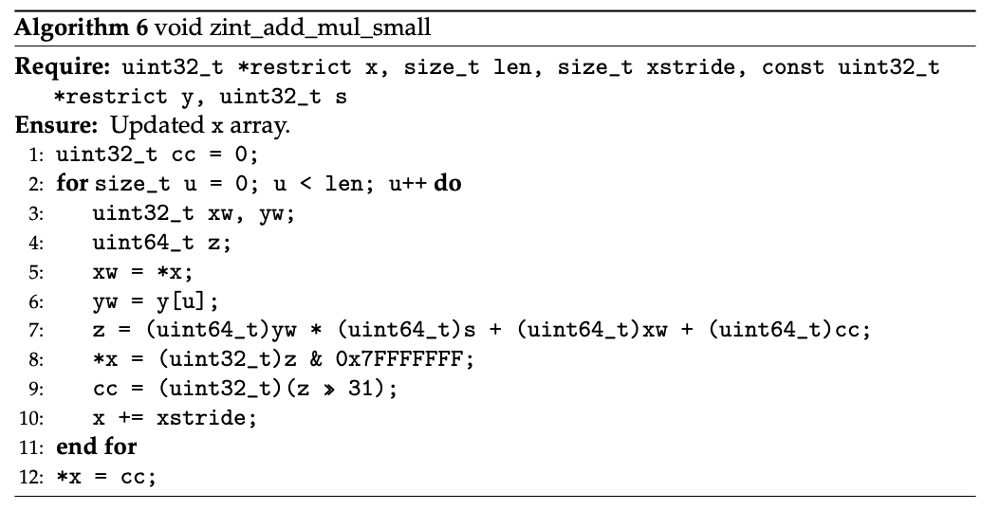 Algorithm 6 void zint_add_mul_small
Require: uint32_t *restrict x, size_t len, size_t xstride, const uint32_t
*restrict y, uint32_t s
Ensure: Updated x array.
1: uint32_t cc = 0;
2: for size_t u = 0; u < len; u++ do
3: uint32_t xw, yw;
4: uint64_t z;
5: xw = *x;
6: yw = y[u];
7: z = (uint64_t)yw * (uint64_t)s + (uint64_t)xw + (uint64_t)cc;
8: *x = (uint32_t)z & 0x7FFFFFFF;
9: cc = (uint32_t)(z » 31);
10: x += xstride;
11: end for
12: *x = cc;